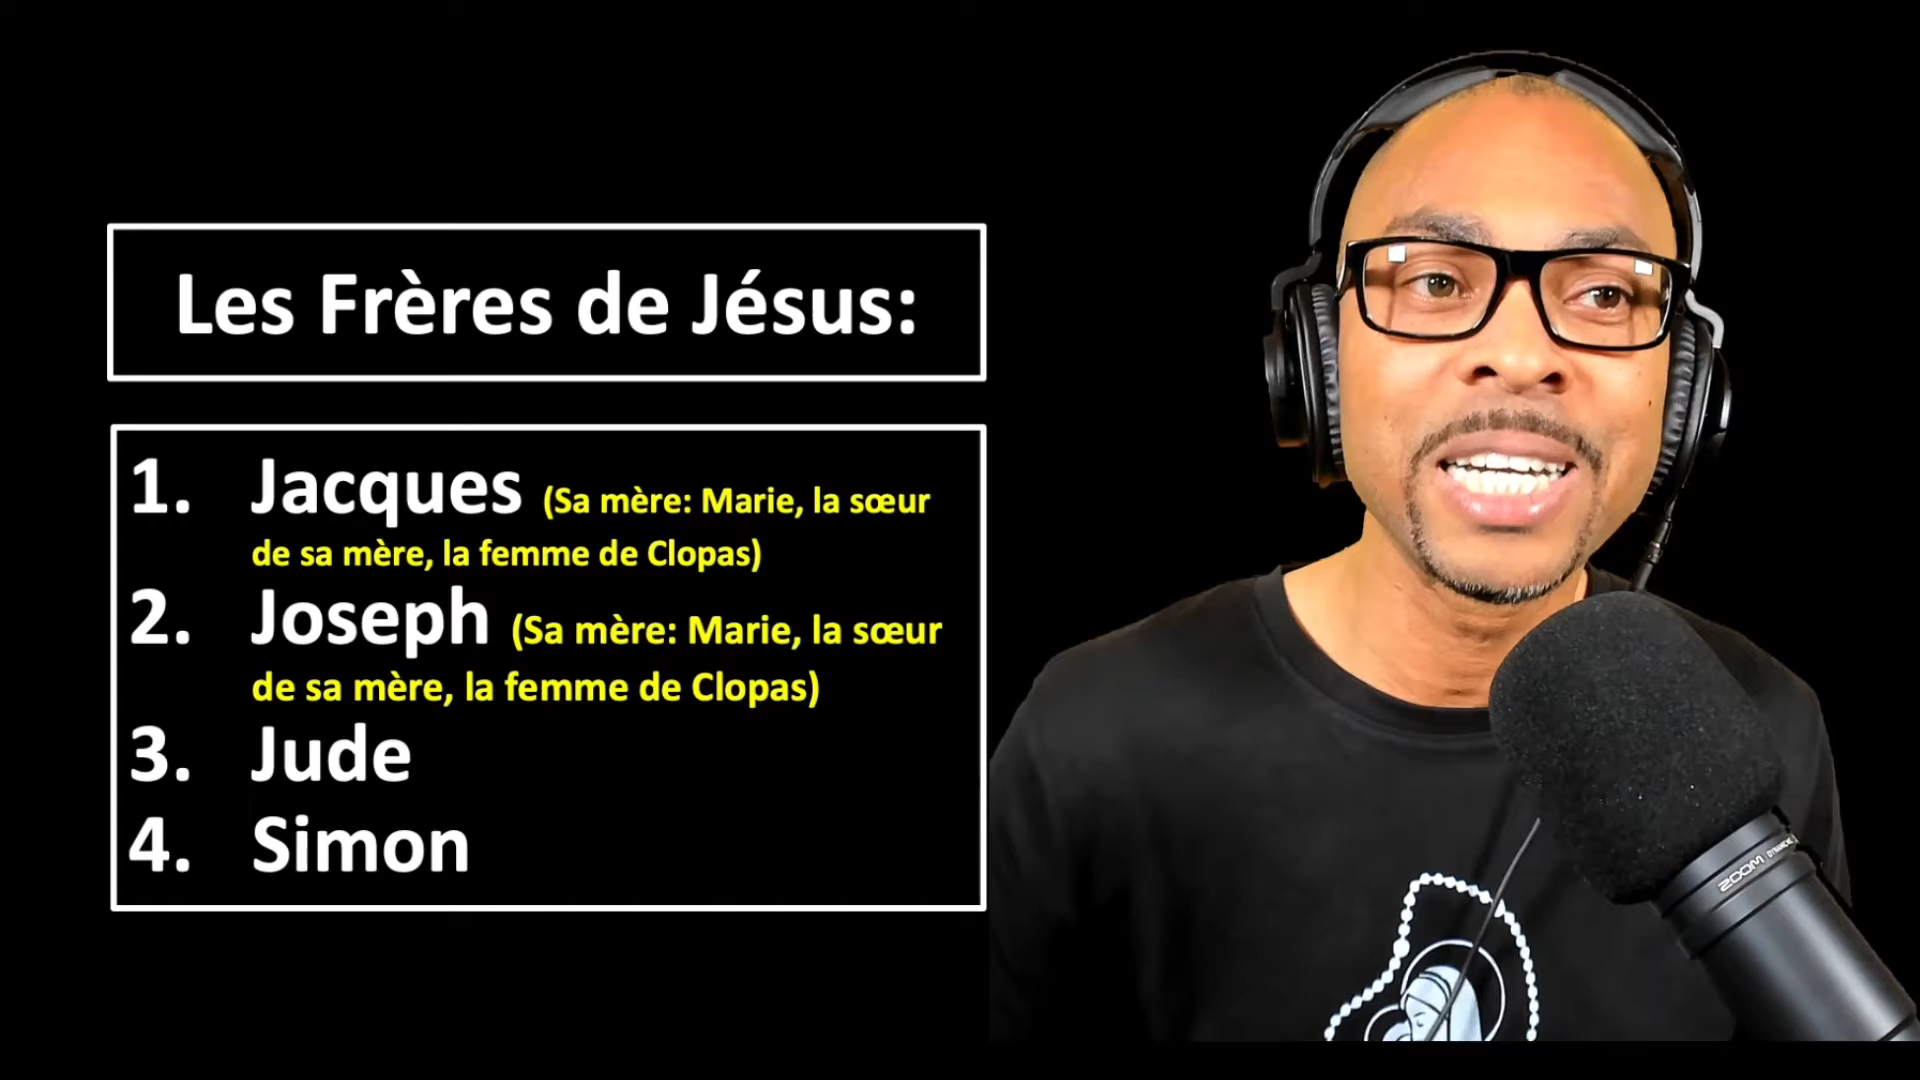 Les Frères de Jésus:
1. Jacques (Sa mère: Marie, la sœur
de sa mère, la femme de Clopas)
2. Joseph (Sa mère: Marie, la sœur
de sa mère, la femme de Clopas)
3. Jude
4. Simon
ZOOM DYNAMIC